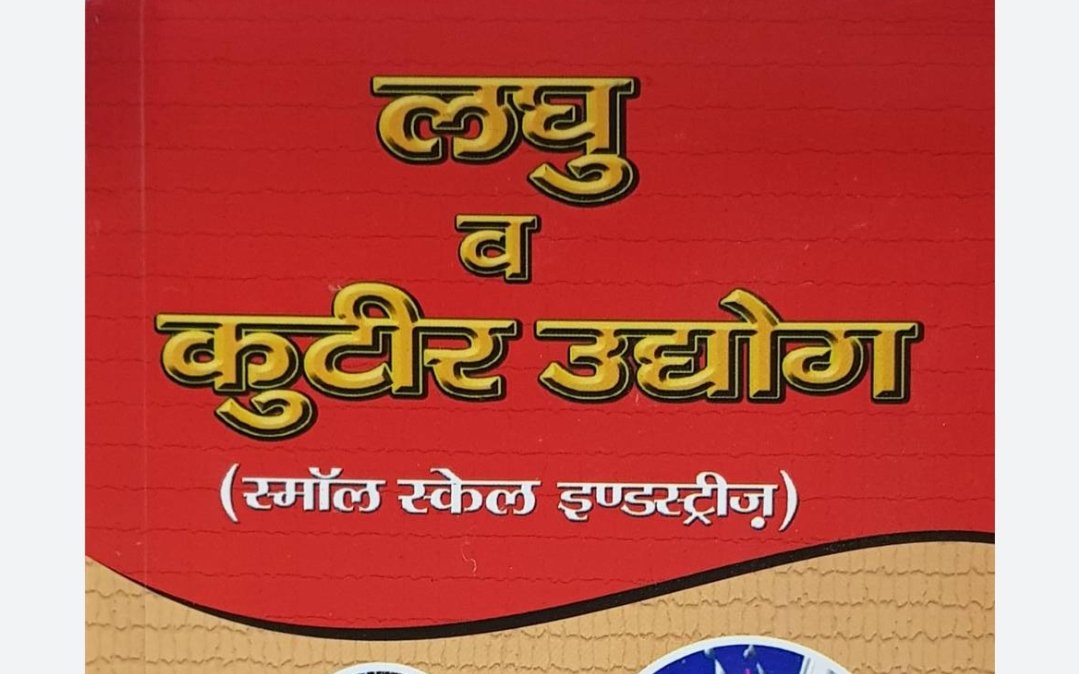 लघु
व
कुटीर उद्योग
(स्मॉल स्केल इण्डस्ट्रीज़)